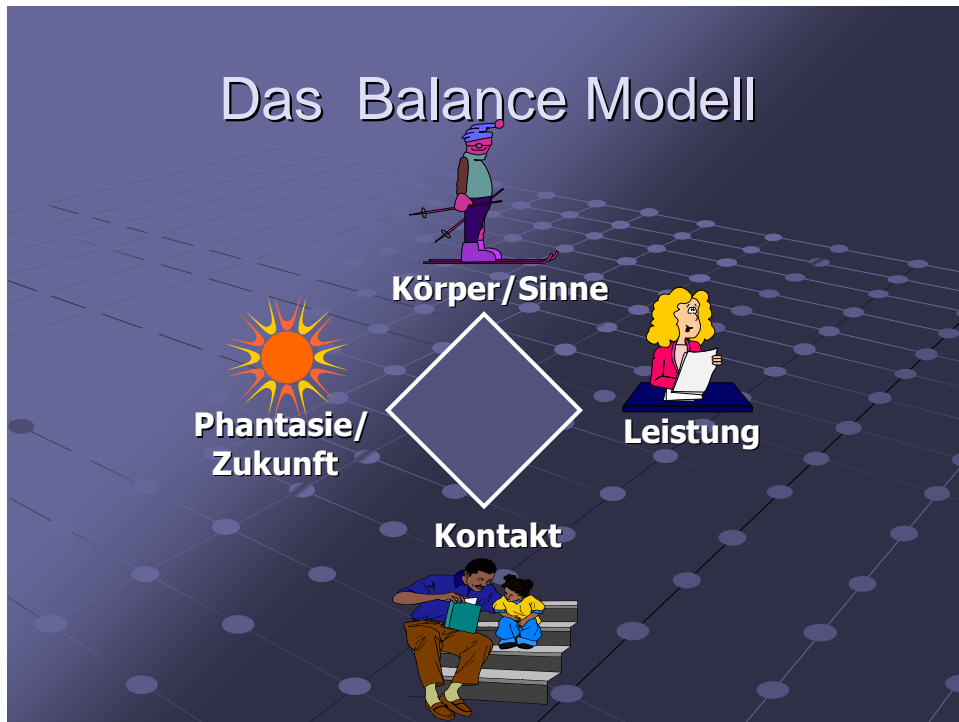 Das Balance Modell
Körper/Sinne
Phantasie/
Zukunft
Leistung
Kontakt